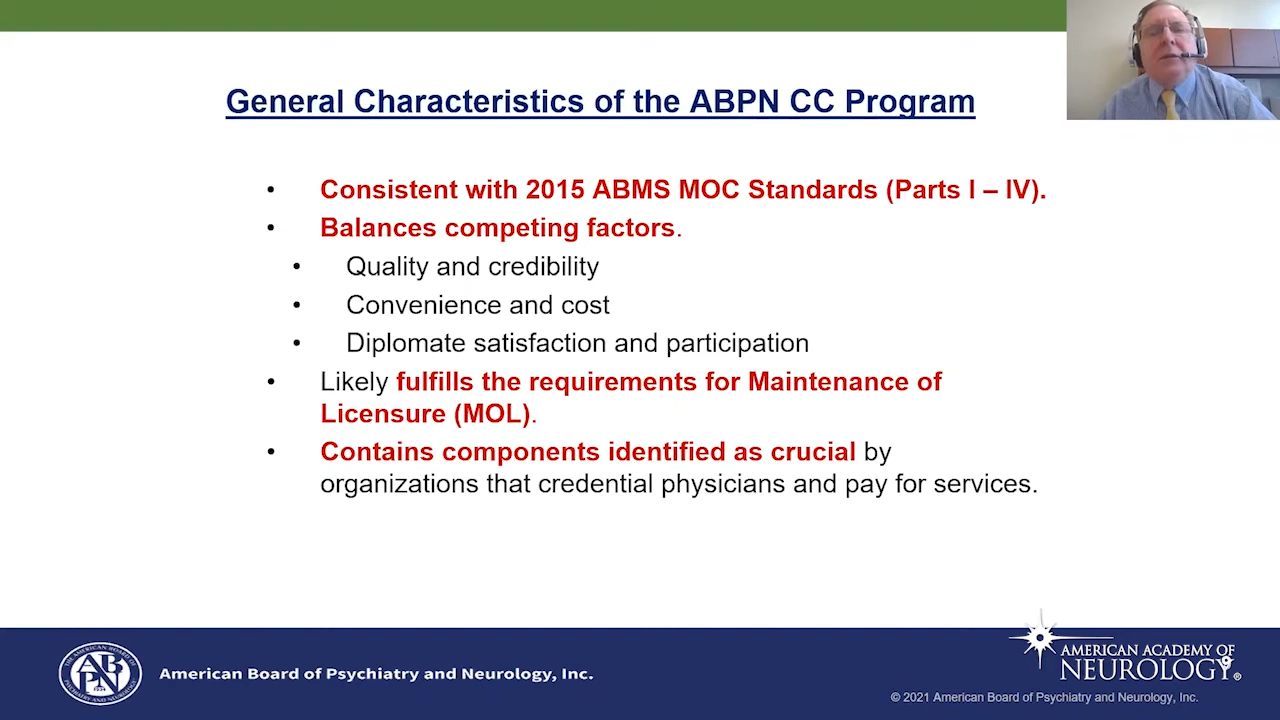 General Characteristics of the ABPN CC Program
• Consistent with 2015 ABMS MOC Standards (Parts I – IV).
• Balances competing factors.
• Quality and credibility
• Convenience and cost
• Diplomate satisfaction and participation
• Likely fulfills the requirements for Maintenance of
Licensure (MOL).
• Contains components identified as crucial by
organizations that credential physicians and pay for services.
ABPN
1934
American Board of Psychiatry and Neurology, Inc.
AMERICAN ACADEMY OF
NEUROLOGY®
9
© 2021 American Board of Psychiatry and Neurology, Inc.